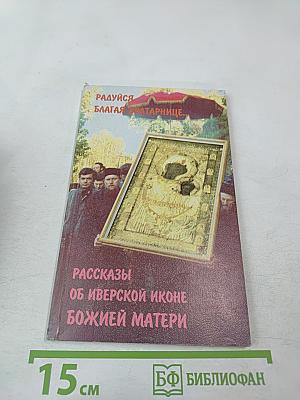 РАДУЙСЯ
БЛАГАЯ ВРАТАРНИЦЕ...
РАССКАЗЫ
ОБ ИВЕРСКОЙ ИКОНЕ
БОЖИЕЙ МАТЕРИ
15 см
БФ БИБЛИОФАН